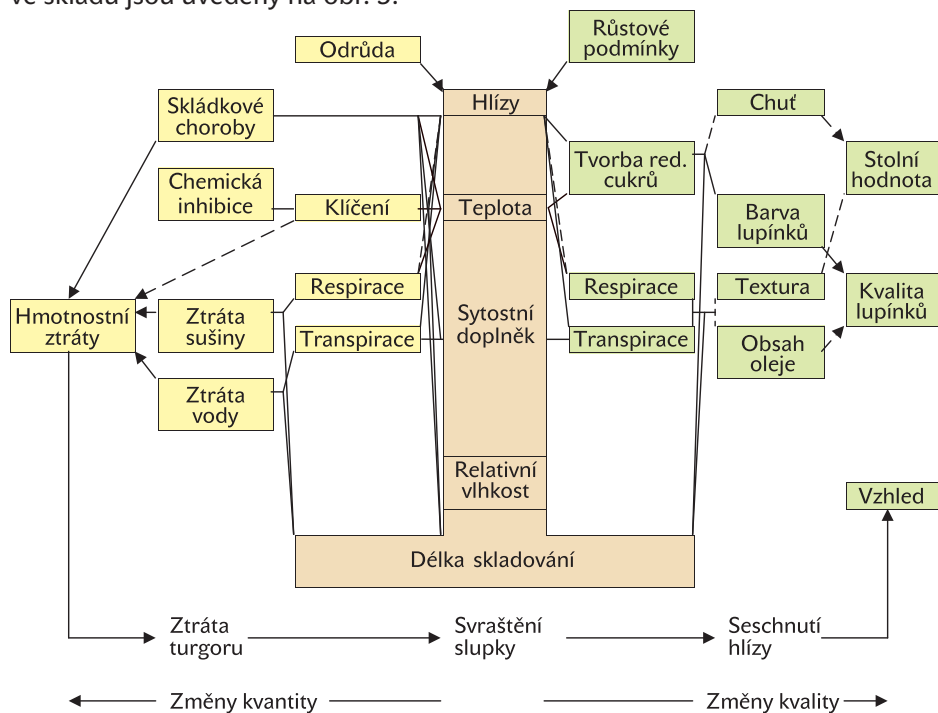 ve skladu jsou uvedeny na obr. 3.
Odrůda
Růstové
podmínky
Skládkové
choroby
Hlízy
Chuť
Tvorba red.
cukrů
Stolní
hodnota
Chemická
inhibice
Klíčení
Teplota
Barva
lupínků
Respirace
Respirace
Textura
Hmotnostní
ztráty
Ztráta
sušiny
Sytostní
doplněk
Kvalita
lupínků
Transpirace
Transpirace
Obsah
oleje
Ztráta
vody
Relativní
vlhkost
Vzhled
Délka skladování
Ztráta
turgoru
Svraštění
slupky
Seschnutí
hlízy
Změny kvantity
Změny kvality